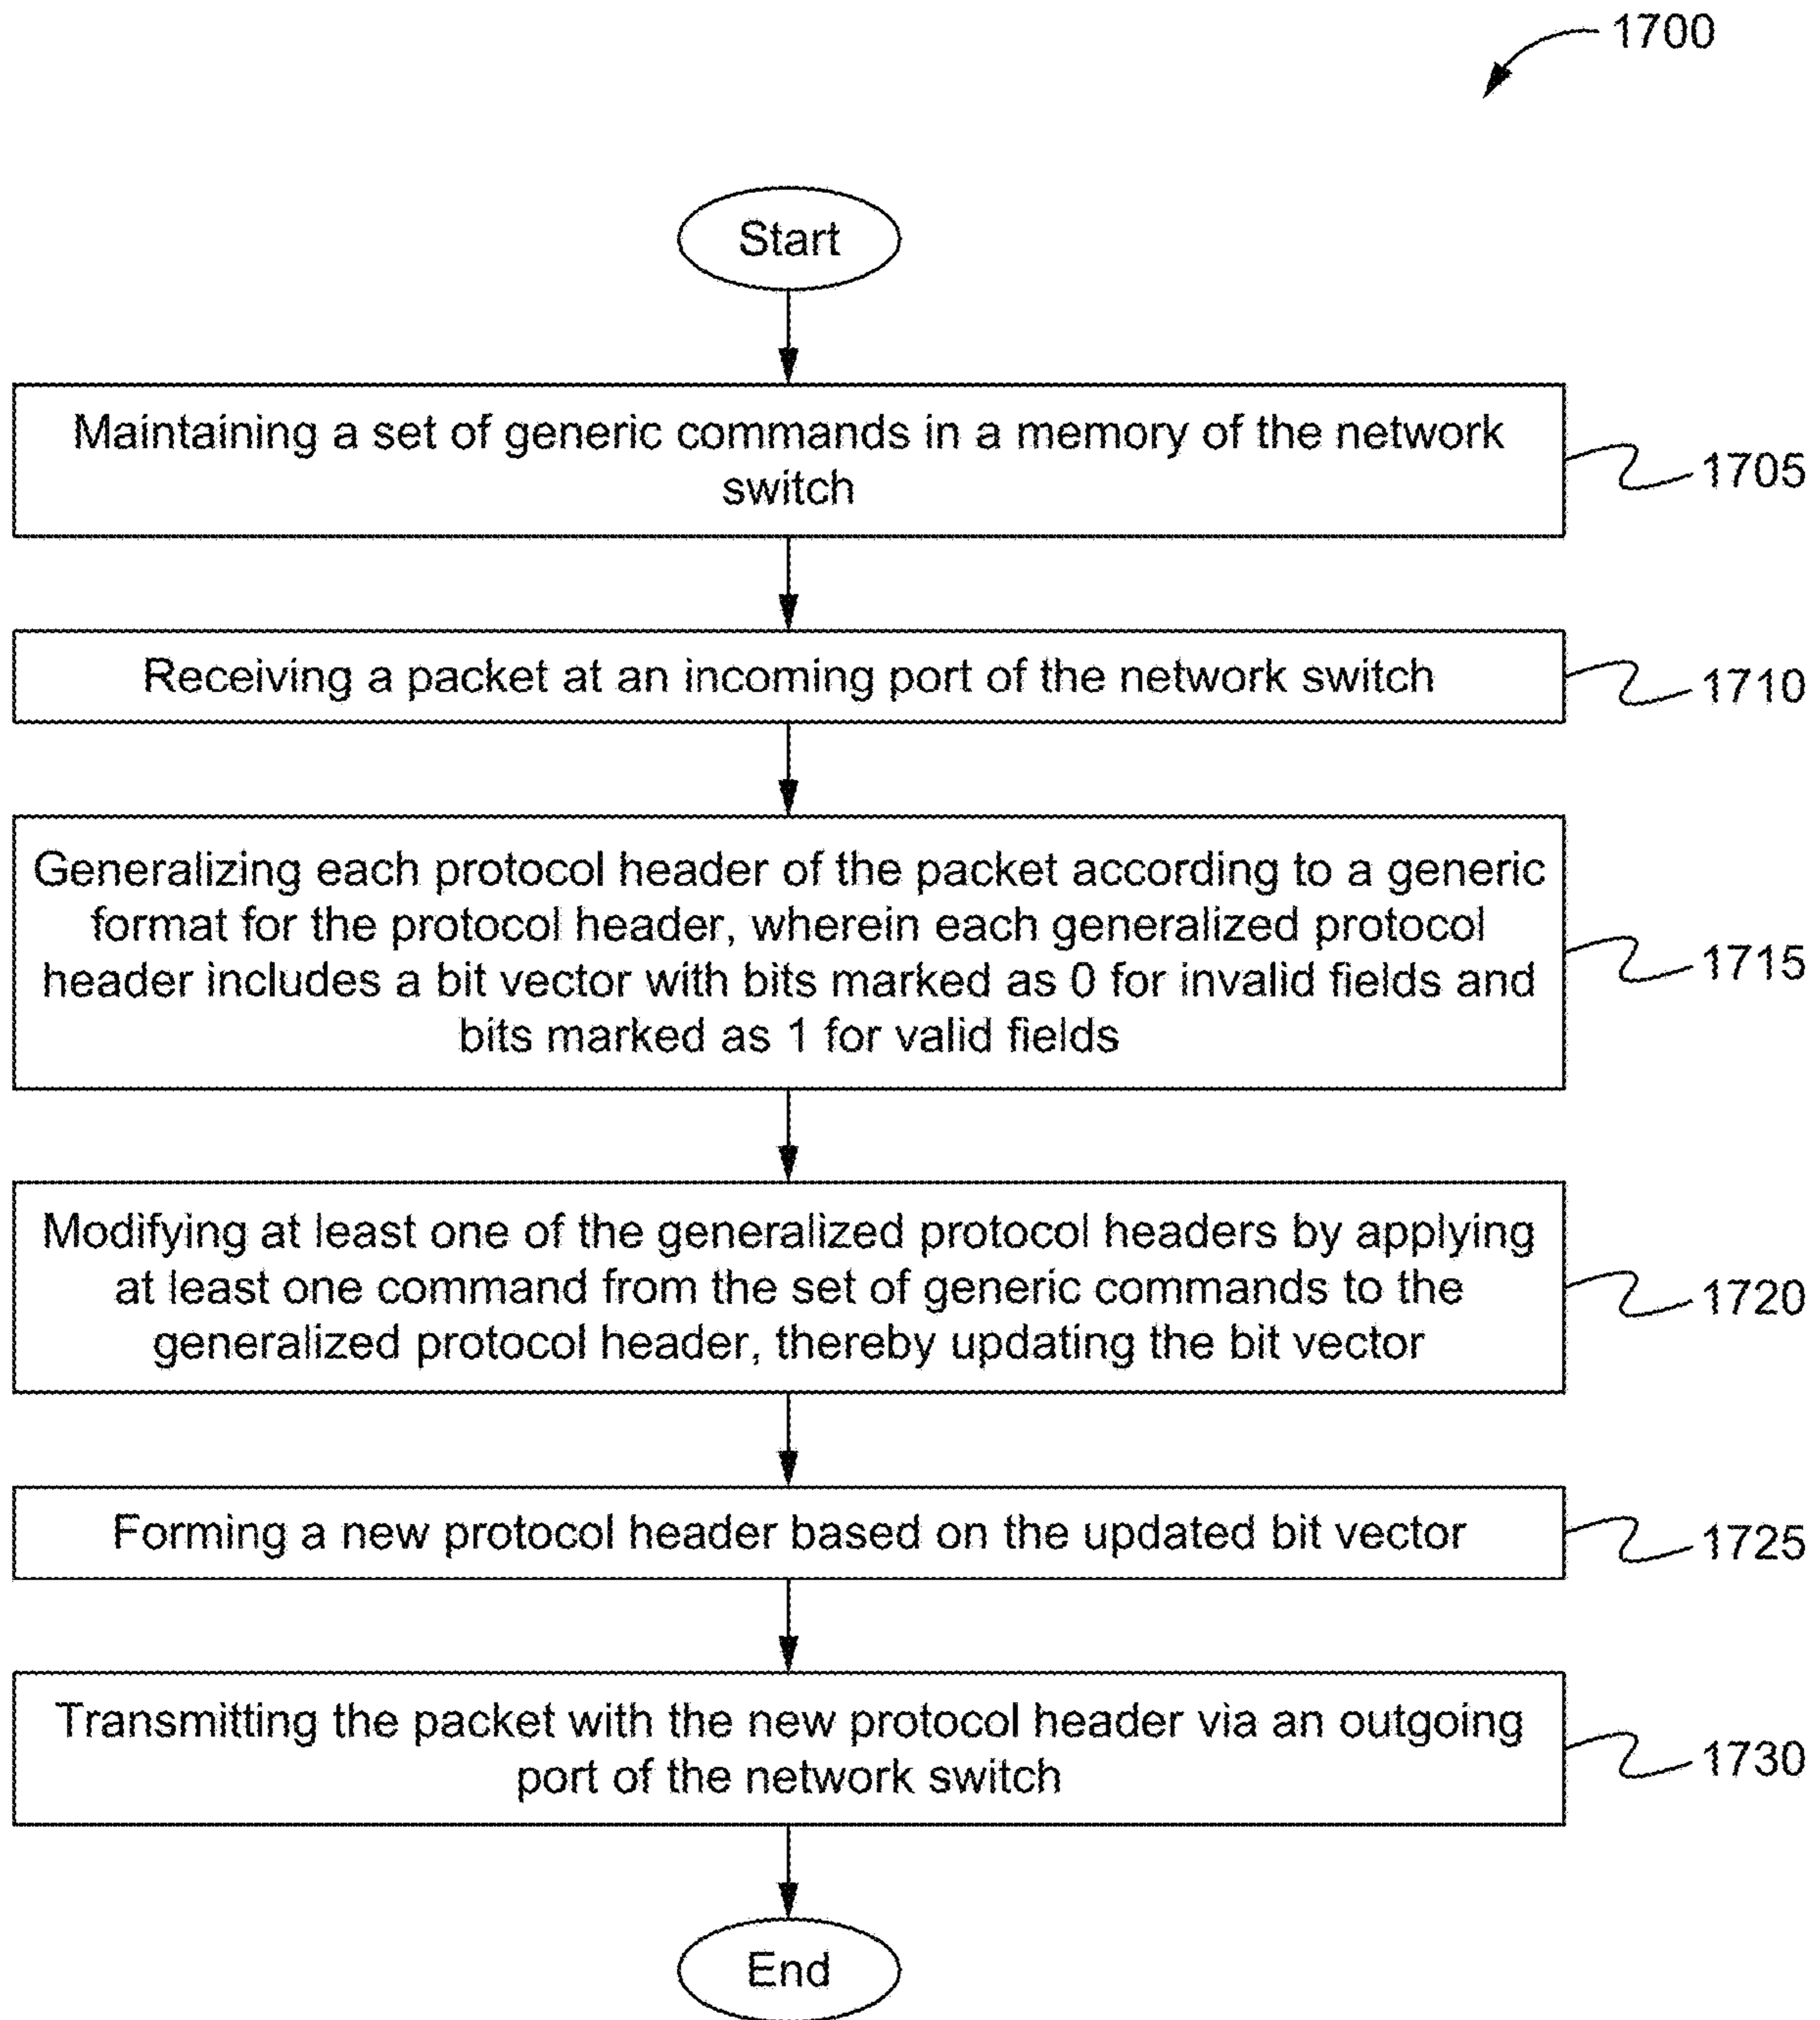 1700
Start
Maintaining a set of generic commands in a memory of the network
switch
1705
Receiving a packet at an incoming port of the network switch
1710
Generalizing each protocol header of the packet according to a generic
format for the protocol header, wherein each generalized protocol
header includes a bit vector with bits marked as 0 for invalid fields and
bits marked as 1 for valid fields
1715
Modifying at least one of the generalized protocol headers by applying
at least one command from the set of generic commands to the
generalized protocol header, thereby updating the bit vector
1720
Forming a new protocol header based on the updated bit vector
1725
Transmitting the packet with the new protocol header via an outgoing
port of the network switch
1730
End